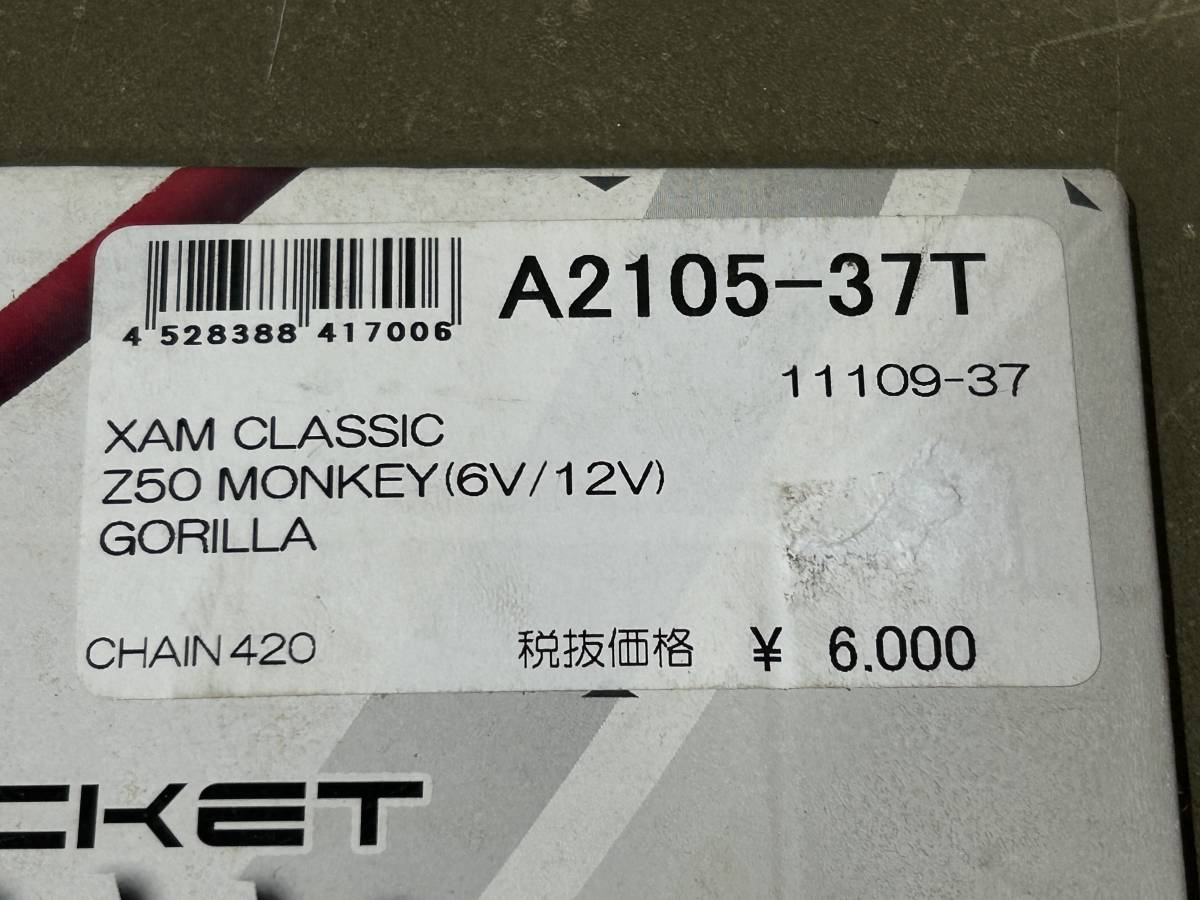 A2105-37T
4 528388 417006
11109-37
XAM CLASSIC
Z50 MONKEY(6V/12V)
GORILLA
CHAIN 420
税抜価格 ¥ 6.000
CKET